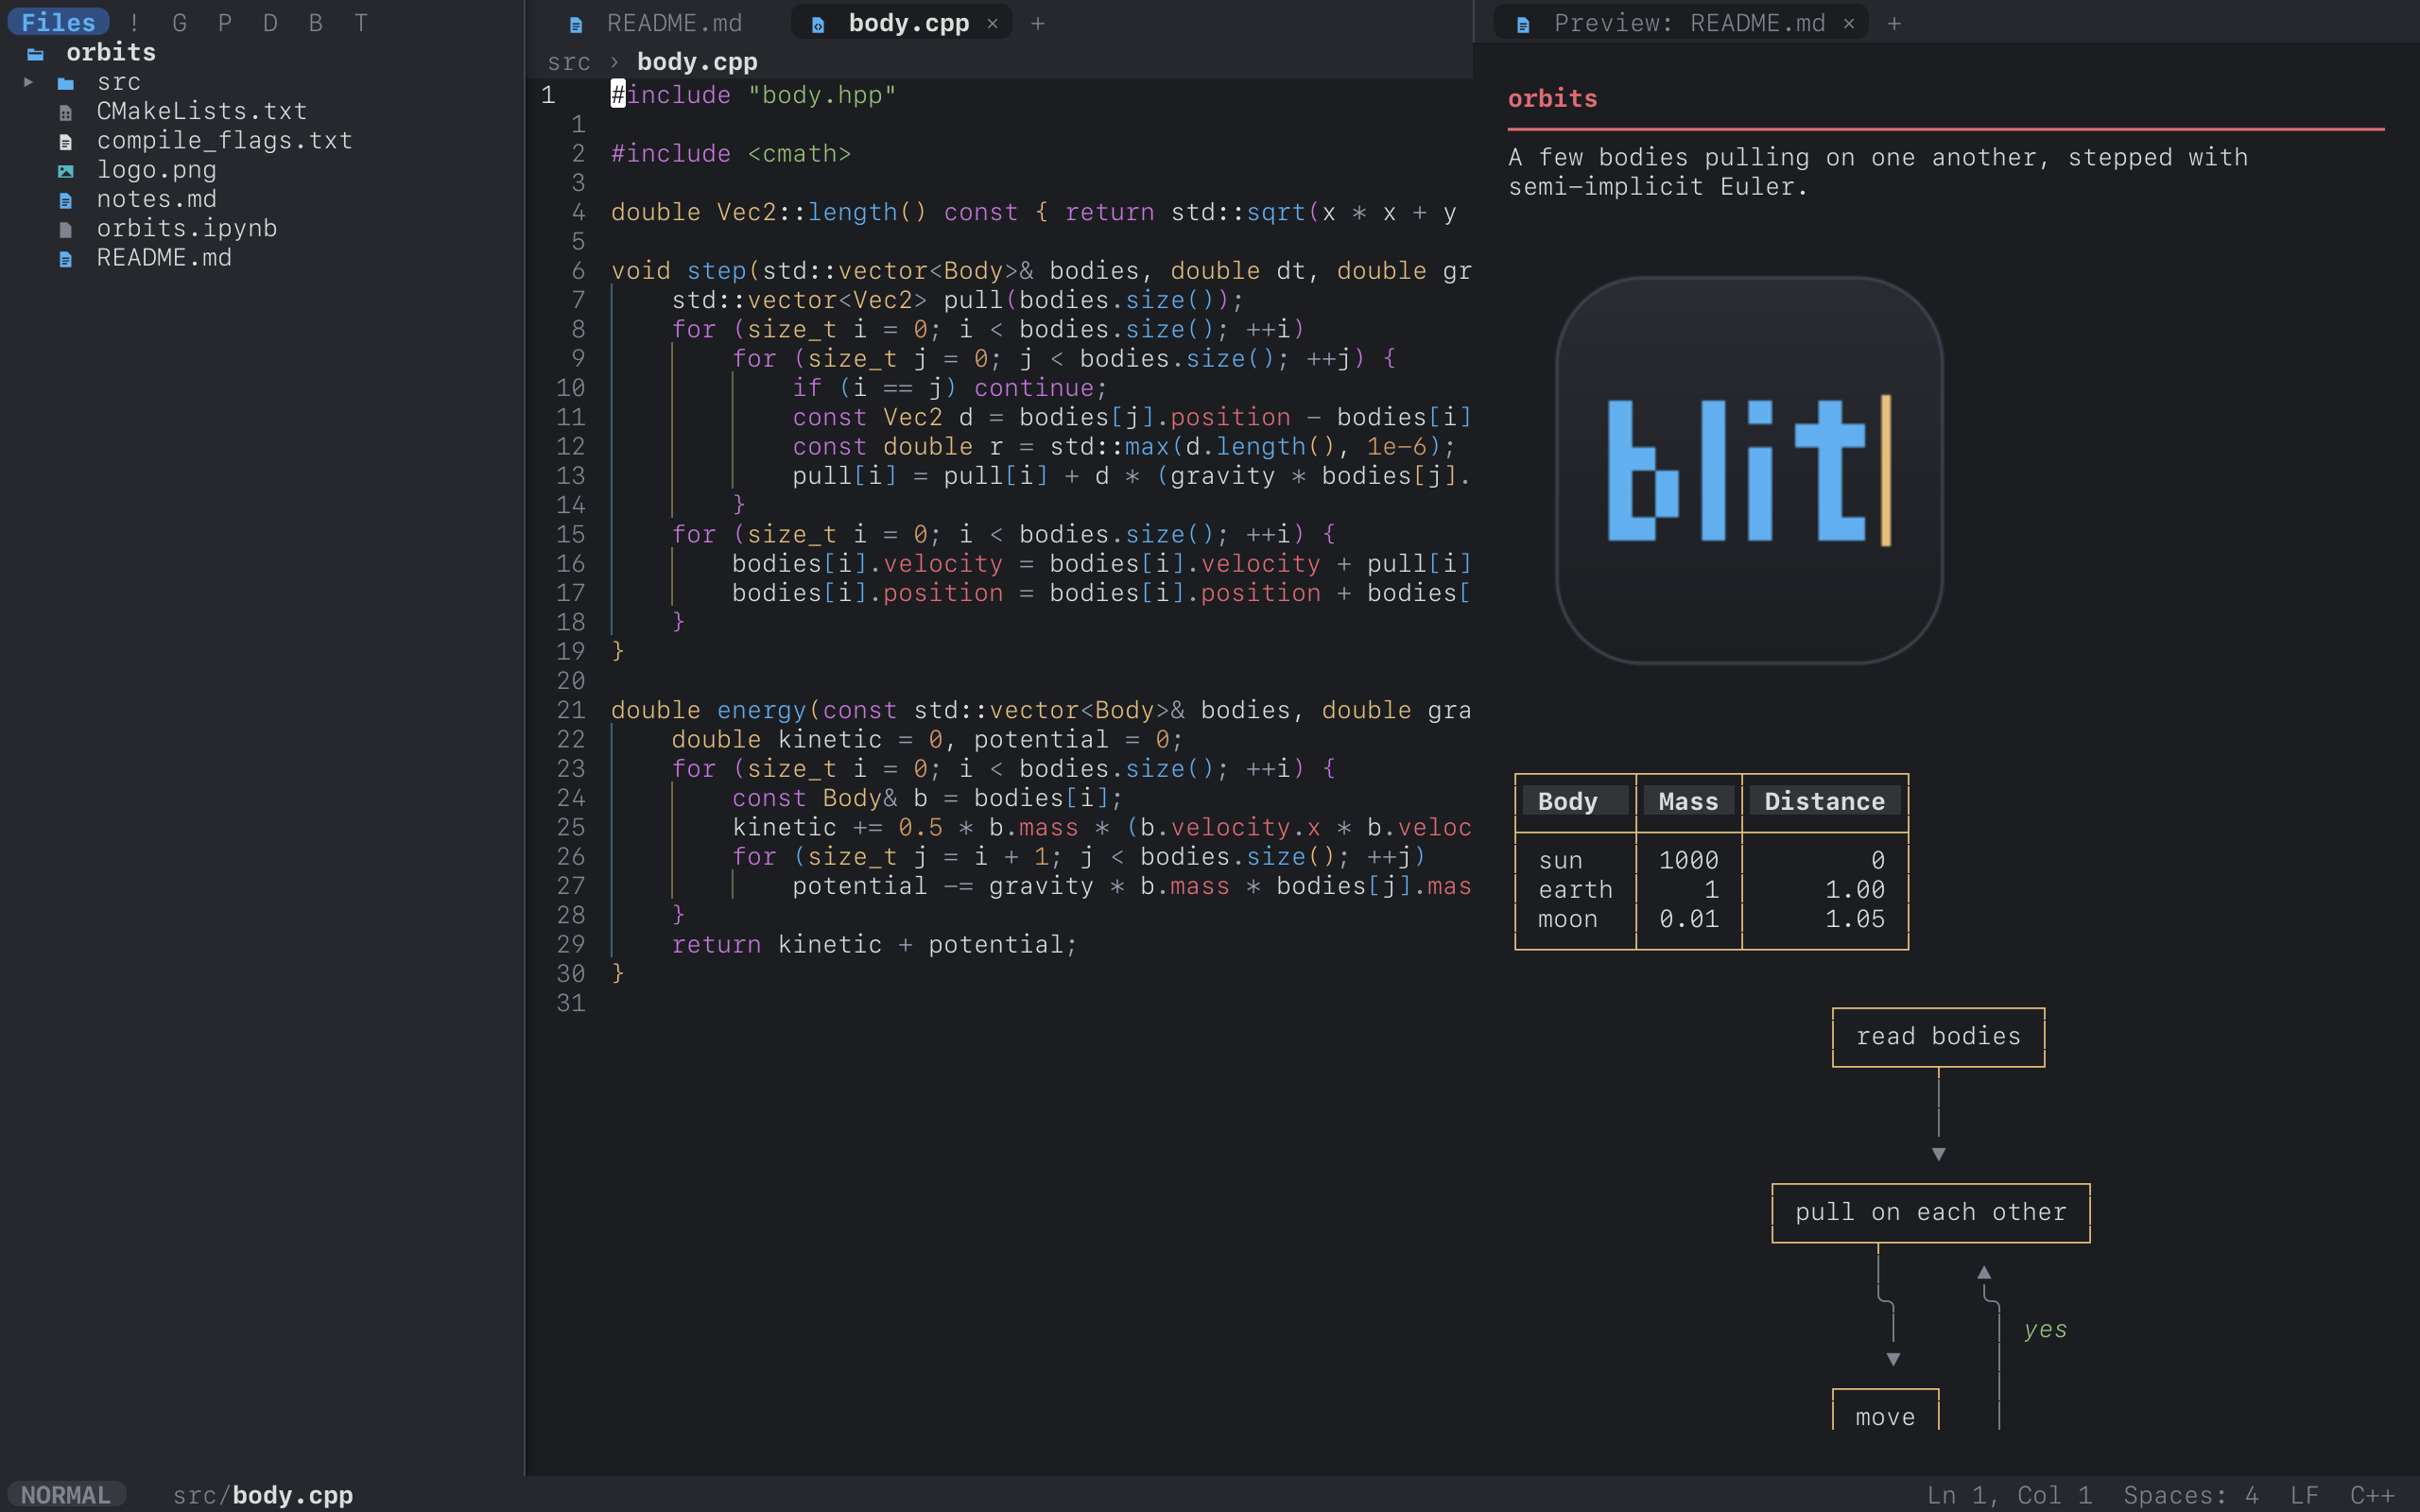 Files ! G P D B T
orbits
src
CMakeLists.txt
compile_flags.txt
logo.png
notes.md
orbits.ipynb
README.md
README.md body.cpp × +
src › body.cpp
1 #include "body.hpp"
1
2 #include <cmath>
3
4 double Vec2::length() const { return std::sqrt(x * x + y
5
6 void step(std::vector<Body>& bodies, double dt, double gr
7     std::vector<Vec2> pull(bodies.size());
8     for (size_t i = 0; i < bodies.size(); ++i)
9         for (size_t j = 0; j < bodies.size(); ++j) {
10             if (i == j) continue;
11             const Vec2 d = bodies[j].position - bodies[i]
12             const double r = std::max(d.length(), 1e-6);
13             pull[i] = pull[i] + d * (gravity * bodies[j].
14         }
15     for (size_t i = 0; i < bodies.size(); ++i) {
16         bodies[i].velocity = bodies[i].velocity + pull[i]
17         bodies[i].position = bodies[i].position + bodies[
18     }
19 }
20
21 double energy(const std::vector<Body>& bodies, double gra
22     double kinetic = 0, potential = 0;
23     for (size_t i = 0; i < bodies.size(); ++i) {
24         const Body& b = bodies[i];
25         kinetic += 0.5 * b.mass * (b.velocity.x * b.veloc
26         for (size_t j = i + 1; j < bodies.size(); ++j)
27             potential -= gravity * b.mass * bodies[j].mas
28     }
29     return kinetic + potential;
30 }
31
Preview: README.md × +
orbits
A few bodies pulling on one another, stepped with
semi-implicit Euler.
blit
Body Mass Distance
sun 1000 0
earth 1 1.00
moon 0.01 1.05
read bodies
pull on each other
yes
move
NORMAL src/body.cpp Ln 1, Col 1 Spaces: 4 LF C++